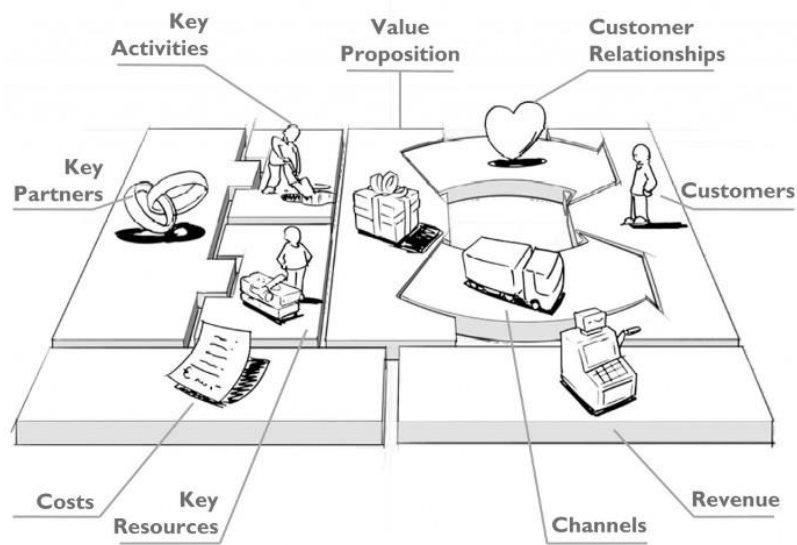 Key
Activities
Value
Proposition
Customer
Relationships
Key
Partners
Customers
Costs
Key
Resources
Channels
Revenue